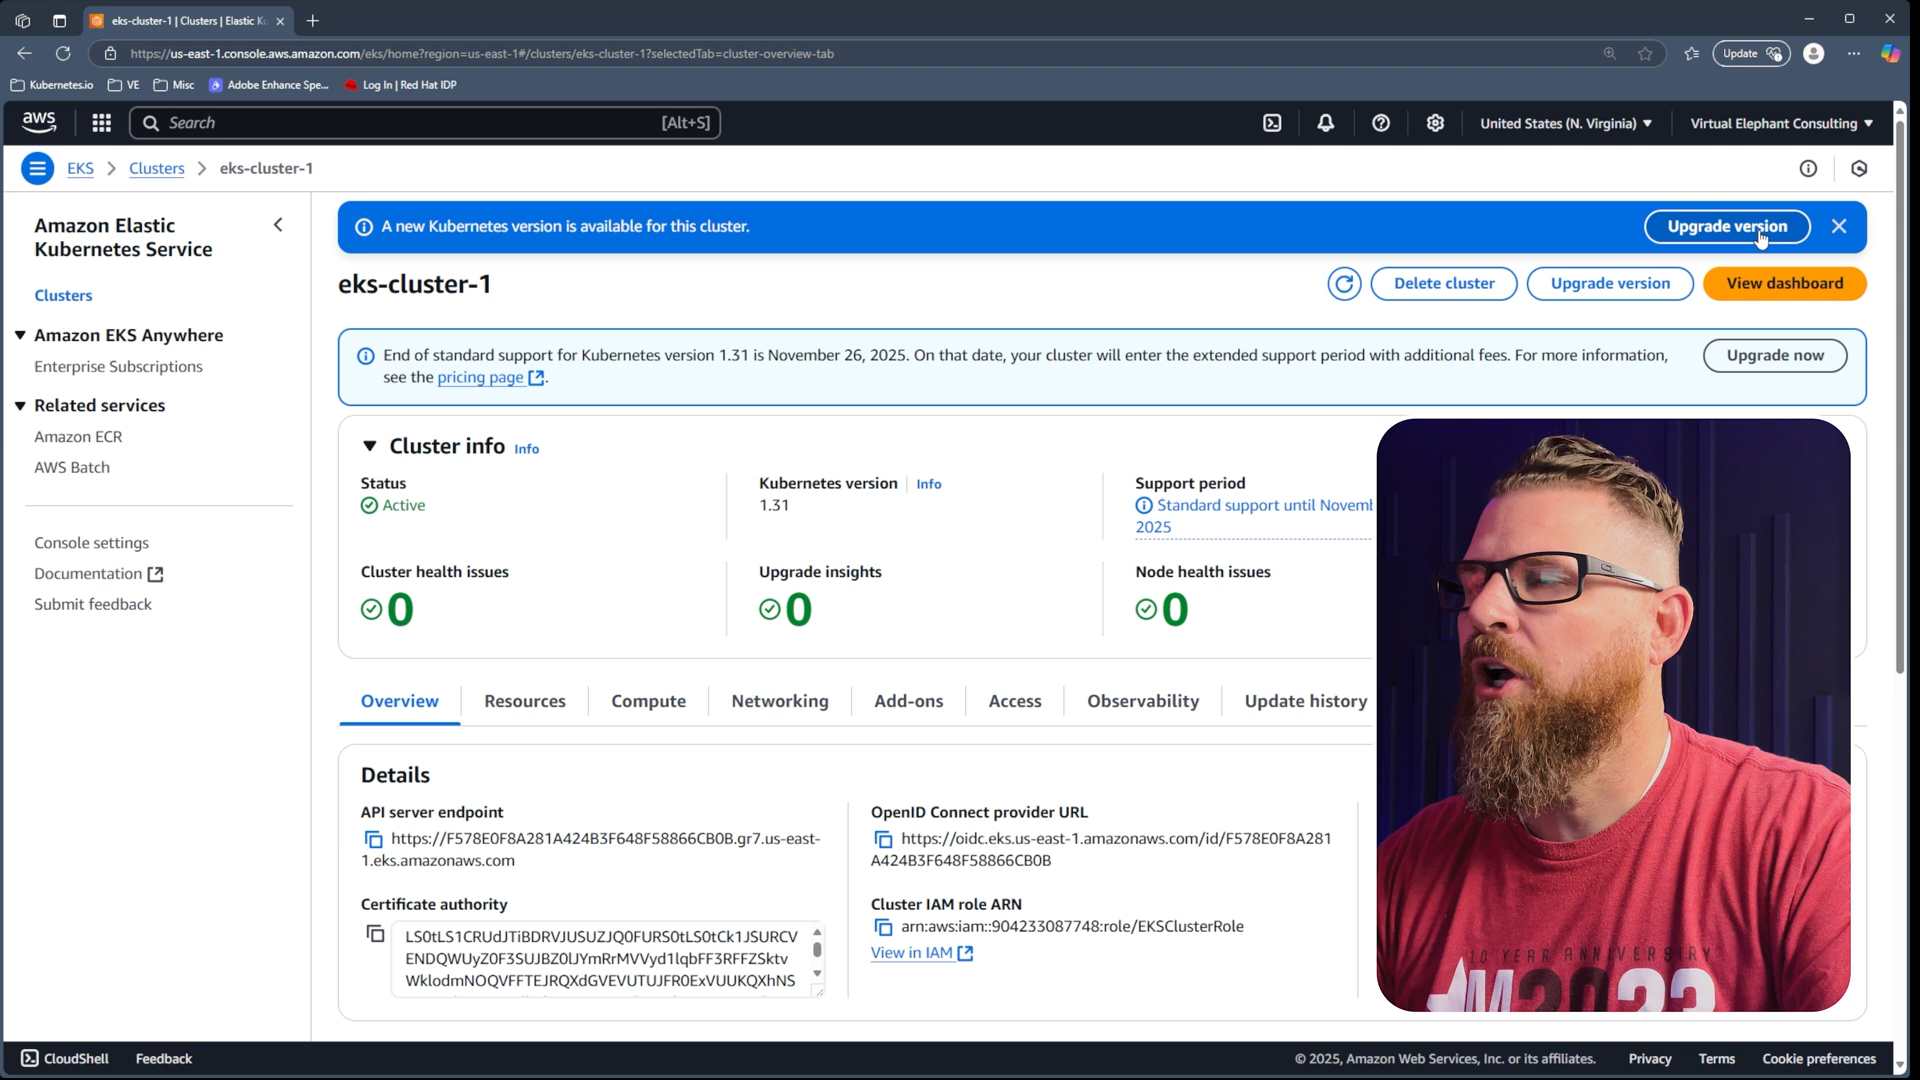 eks-cluster-1 | Clusters | Elastic Ku
https://us-east-1.console.aws.amazon.com/eks/home?region=us-east-1#/clusters/eks-cluster-1?selectedTab=cluster-overview-tab
Update
Kubernetes.io VE Misc Adobe Enhance Spe... Log In | Red Hat IDP
aws Search [Alt+S] United States (N. Virginia) Virtual Elephant Consulting
EKS > Clusters > eks-cluster-1
Amazon Elastic
Kubernetes Service
Clusters
Amazon EKS Anywhere
Enterprise Subscriptions
Related services
Amazon ECR
AWS Batch
Console settings
Documentation
Submit feedback
A new Kubernetes version is available for this cluster. Upgrade version
eks-cluster-1 Delete cluster Upgrade version View dashboard
End of standard support for Kubernetes version 1.31 is November 26, 2025. On that date, your cluster will enter the extended support period with additional fees. For more information, Upgrade now
see the pricing page.
Cluster info Info
Status
Active
Kubernetes version Info
1.31
Support period
Standard support until Novemb
2025
Cluster health issues
0
Upgrade insights
0
Node health issues
0
Overview Resources Compute Networking Add-ons Access Observability Update history
Details
API server endpoint
https://F578E0F8A281A424B3F648F58866CB0B.gr7.us-east-
1.eks.amazonaws.com
Certificate authority
LS0tLS1CRUdJTiBDRVJUSUZJQ0FURS0tLS0tCk1JSURCV
ENDQWUyZ0F3SUJBZ0lJYmRrMVVyd1lqbFF3RFFZSktv
WklodmNOQVFFTEJRQXdGVEVUTUJFR0ExVUUKQXhNS
OpenID Connect provider URL
https://oidc.eks.us-east-1.amazonaws.com/id/F578E0F8A281
A424B3F648F58866CB0B
Cluster IAM role ARN
arn:aws:iam::904233087748:role/EKSClusterRole
View in IAM
10 YEAR ANNIVERSARY
2023
CloudShell Feedback © 2025, Amazon Web Services, Inc. or its affiliates. Privacy Terms Cookie preferences